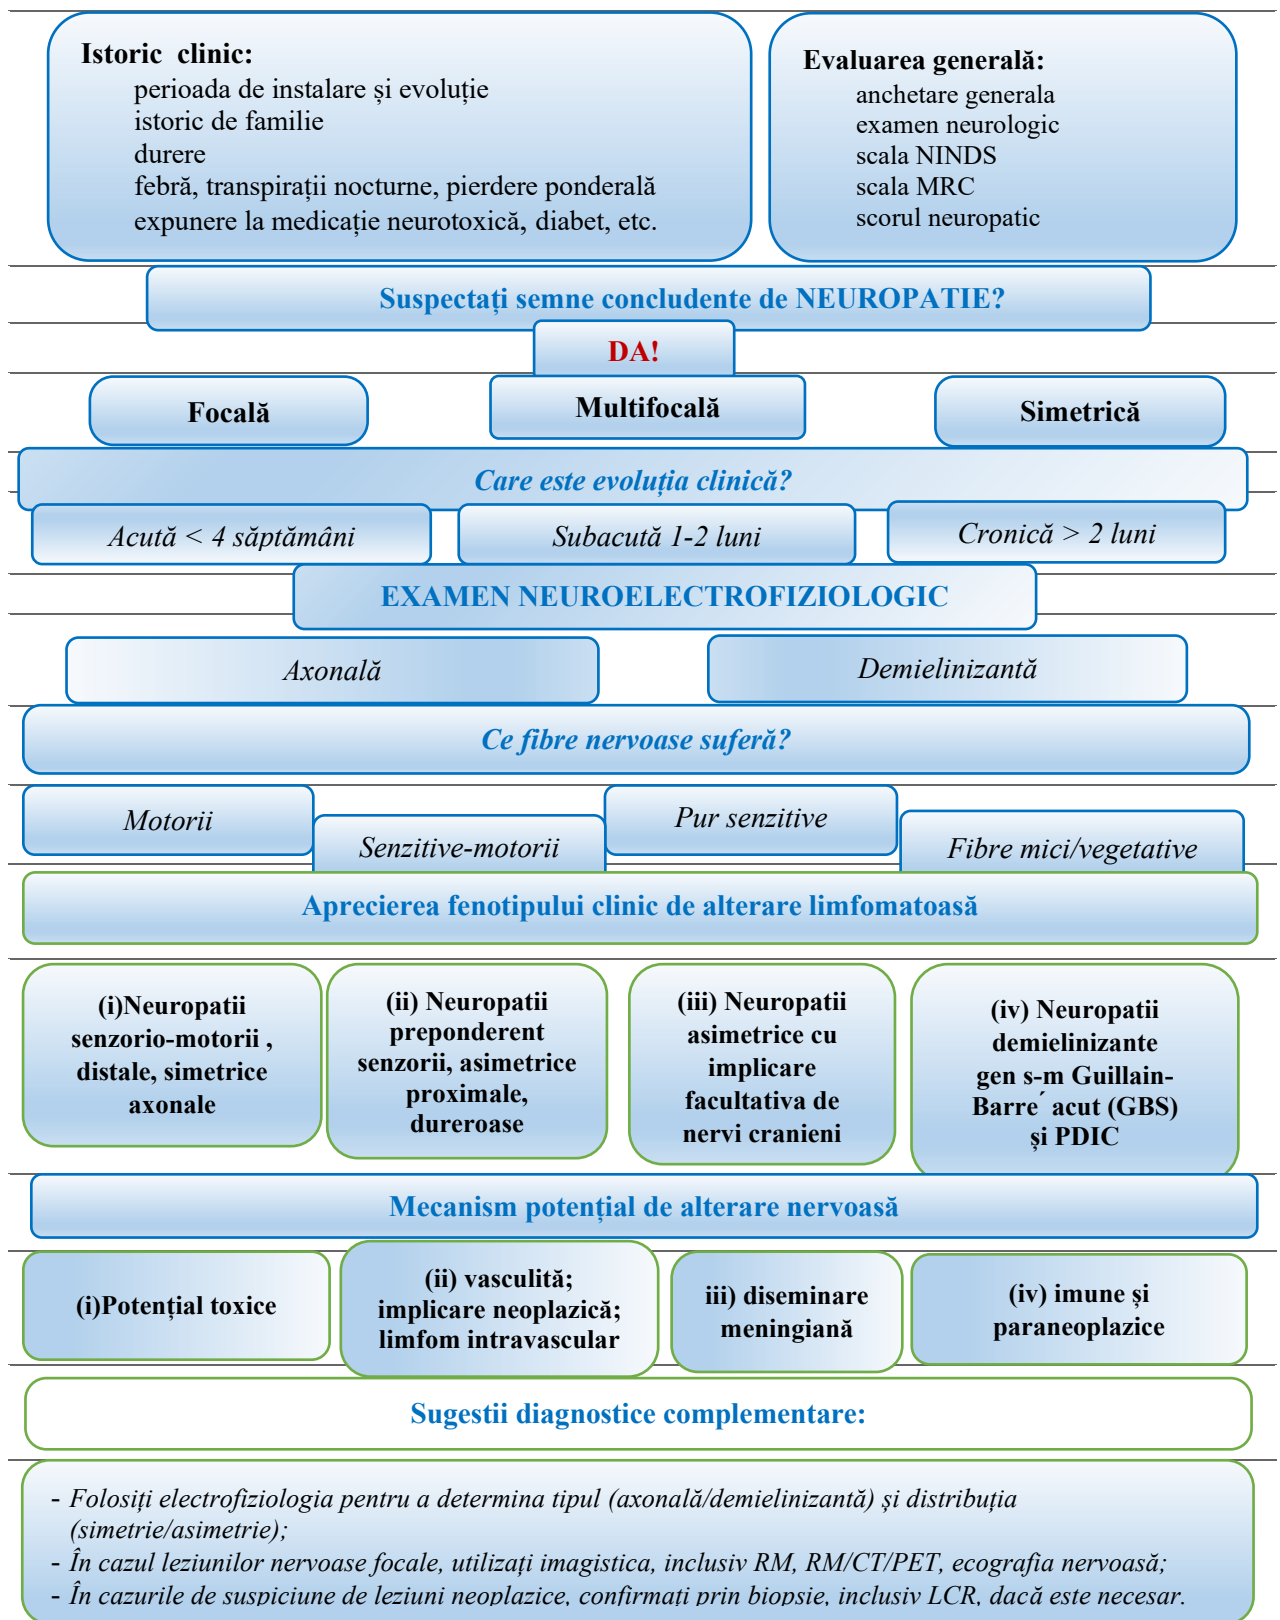 Istoric clinic:
perioada de instalare și evoluție
istoric de familie
durere
febră, transpirații nocturne, pierdere ponderală
expunere la medicație neurotoxică, diabet, etc.
Evaluarea generală:
anchetare generala
examen neurologic
scala NINDS
scala MRC
scorul neuropatic
Suspectați semne concludente de NEUROPATIE?
DA!
Focală
Multifocală
Simetrică
Care este evoluția clinică?
Acută < 4 săptămâni
Subacută 1-2 luni
Cronică > 2 luni
EXAMEN NEUROELECTROFIZIOLOGIC
Axonală
Demielinizantă
Ce fibre nervoase suferă?
Motorii
Senzitive-motorii
Pur senzitive
Fibre mici/vegetative
Aprecierea fenotipului clinic de alterare limfomatoasă
(i)Neuropatii
senzorio-motorii ,
distale, simetrice
axonale
(ii) Neuropatii
preponderent
senzorii, asimetrice
proximale,
dureroase
(iii) Neuropatii
asimetrice cu
implicare
facultativa de
nervi cranieni
(iv) Neuropatii
demielinizante
gen s-m Guillain-
Barre´ acut (GBS)
și PDIC
Mecanism potențial de alterare nervoasă
(i)Potențial toxice
(ii) vasculită;
implicare neoplazică;
limfom intravascular
iii) diseminare
meningiană
(iv) imune și
paraneoplazice
Sugestii diagnostice complementare:
- Folosiți electrofiziologia pentru a determina tipul (axonală/demielinizantă) și distribuția
(simetrie/asimetrie);
- În cazul leziunilor nervoase focale, utilizați imagistica, inclusiv RM, RM/CT/PET, ecografia nervoasă;
- În cazurile de suspiciune de leziuni neoplazice, confirmați prin biopsie, inclusiv LCR, dacă este necesar.